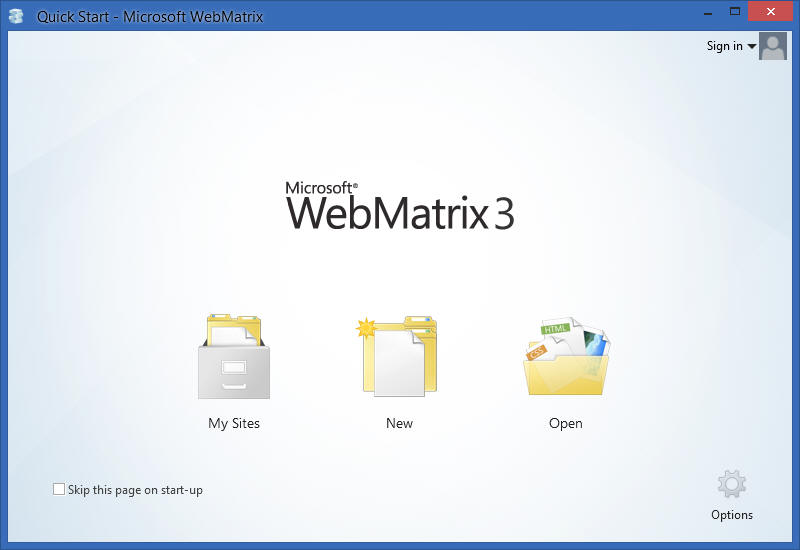 Quick Start - Microsoft WebMatrix
Sign in
Microsoft®
WebMatrix 3
HTML
CSS
My Sites
New
Open
Skip this page on start-up
Options